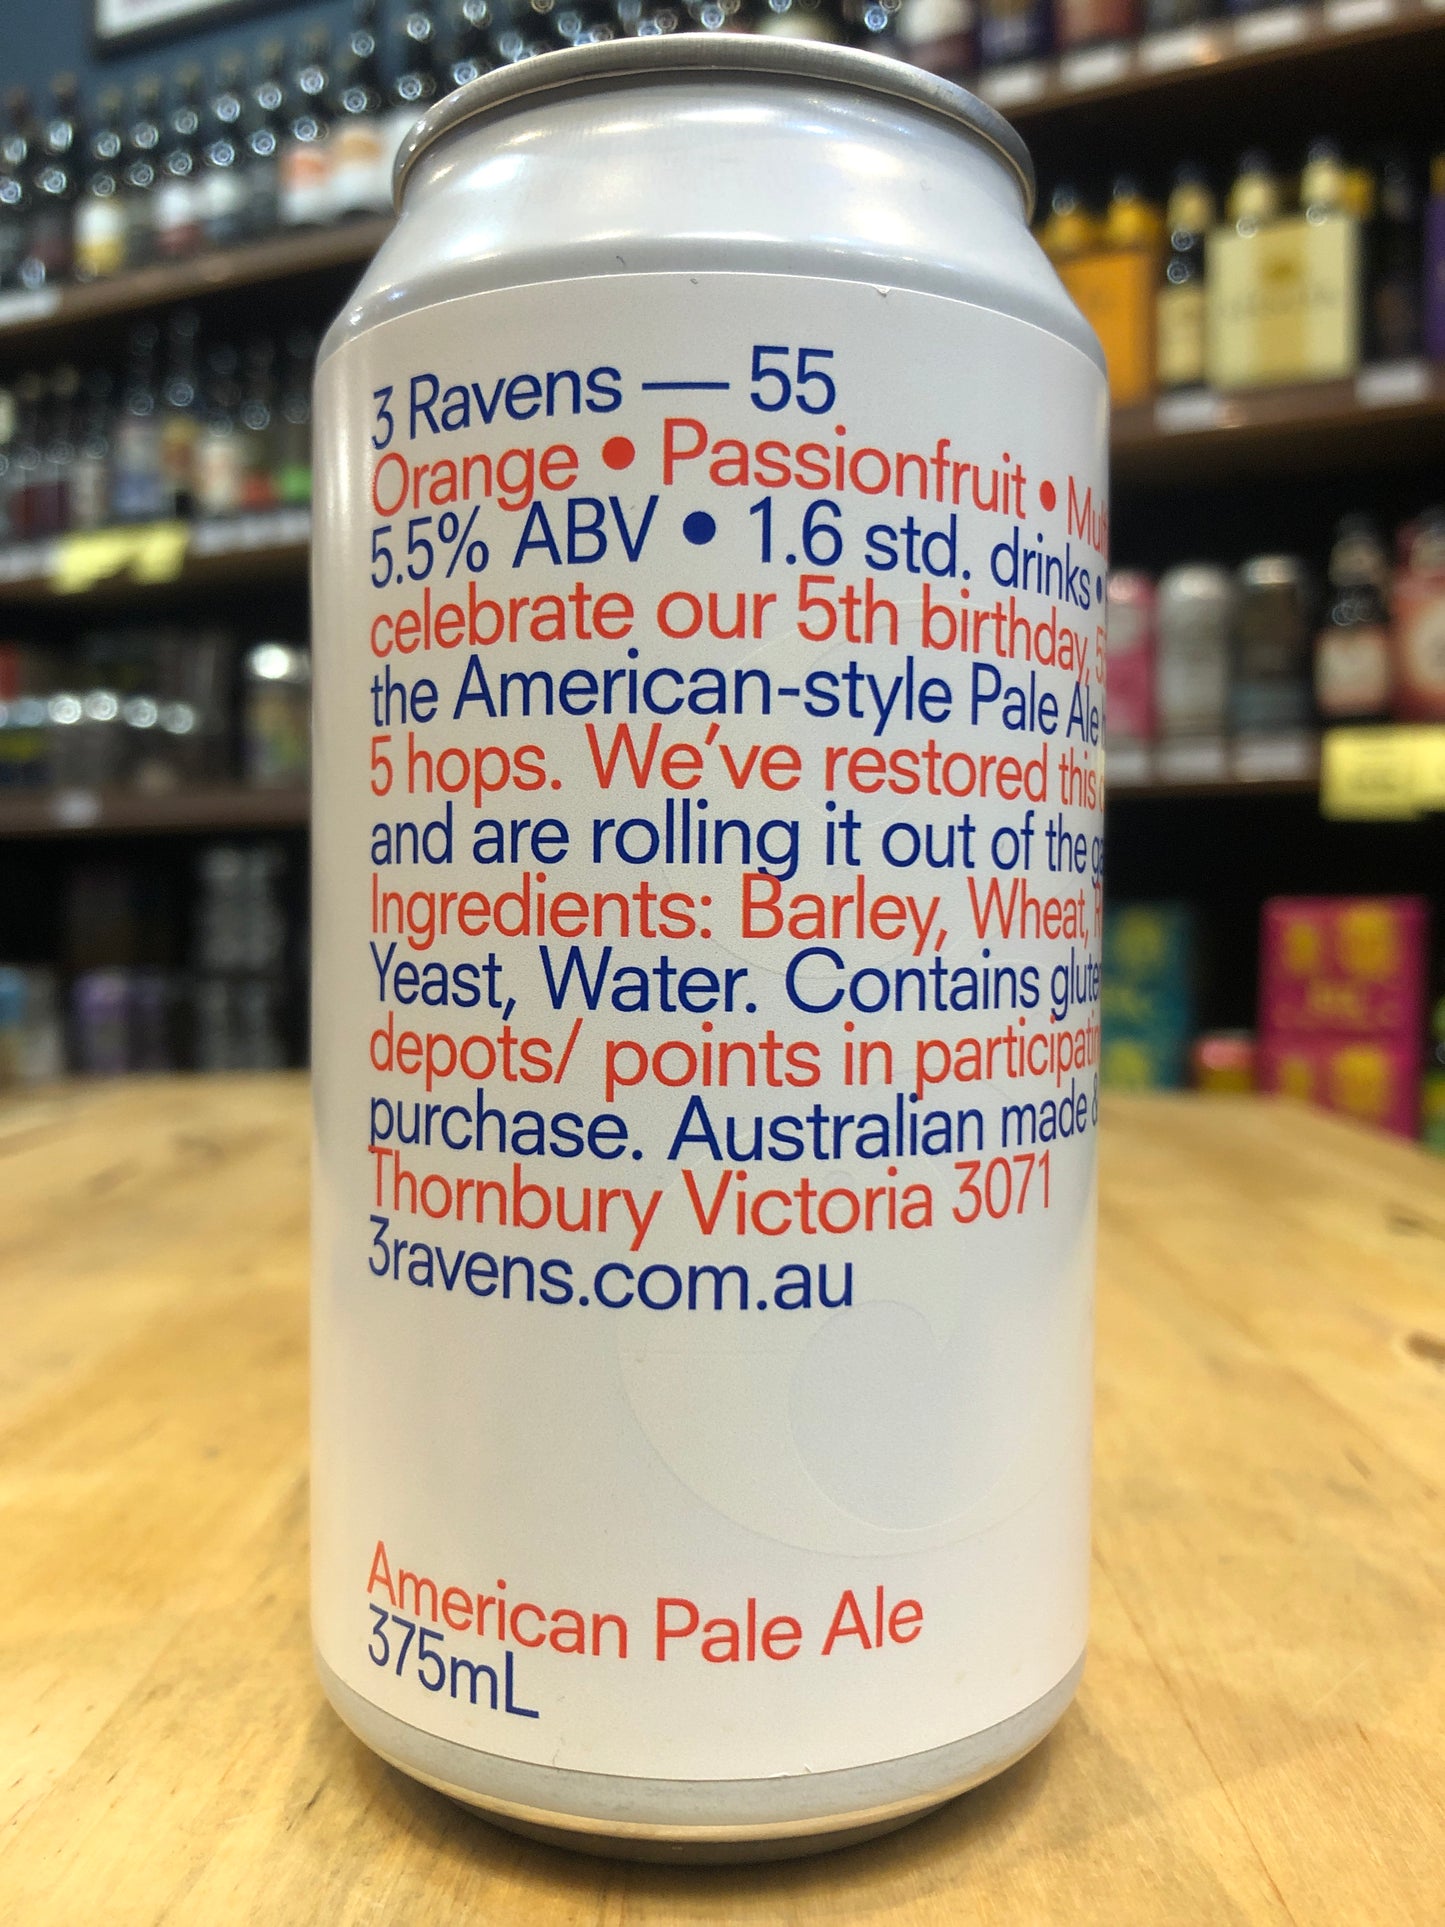 3 Ravens — 55
Orange • Passionfruit •
5.5% ABV • 1.6 std. drinks •
celebrate our 5th birthday,
the American-style Pale Ale
5 hops. We've restored this
and are rolling it out of the
Ingredients: Barley, Wheat,
Yeast, Water. Contains
depots/ points in
purchase. Australian made &
Thornbury Victoria 3071
3ravens.com.au
American Pale Ale
375mL